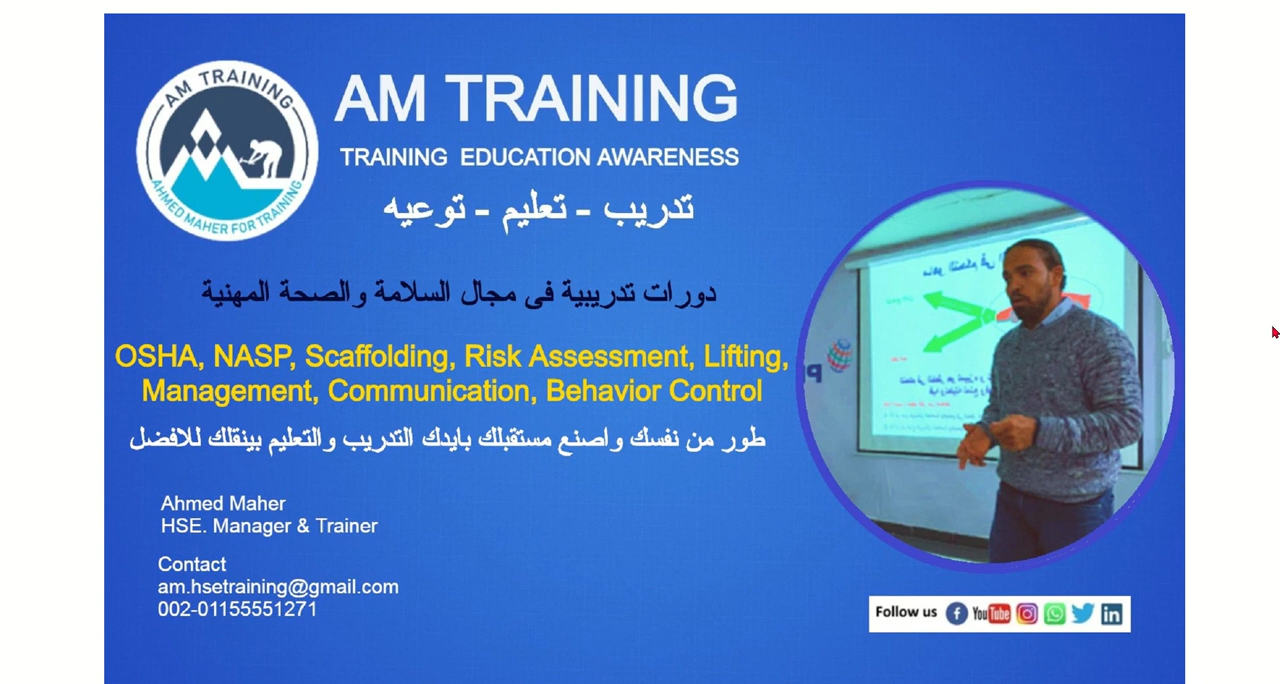 AM TRAINING
AHMED MAHER FOR TRAINING
AM TRAINING
TRAINING EDUCATION AWARENESS
تدريب - تعليم - توعيه
دورات تدريبية فى مجال السلامة والصحة المهنية
OSHA, NASP, Scaffolding, Risk Assessment, Lifting,
Management, Communication, Behavior Control
طور من نفسك واصنع مستقبلك بايدك التدريب والتعليم بينقلك للافضل
Ahmed Maher
HSE. Manager & Trainer
Contact
am.hsetraining@gmail.com
002-01155551271
Follow us
YouTube